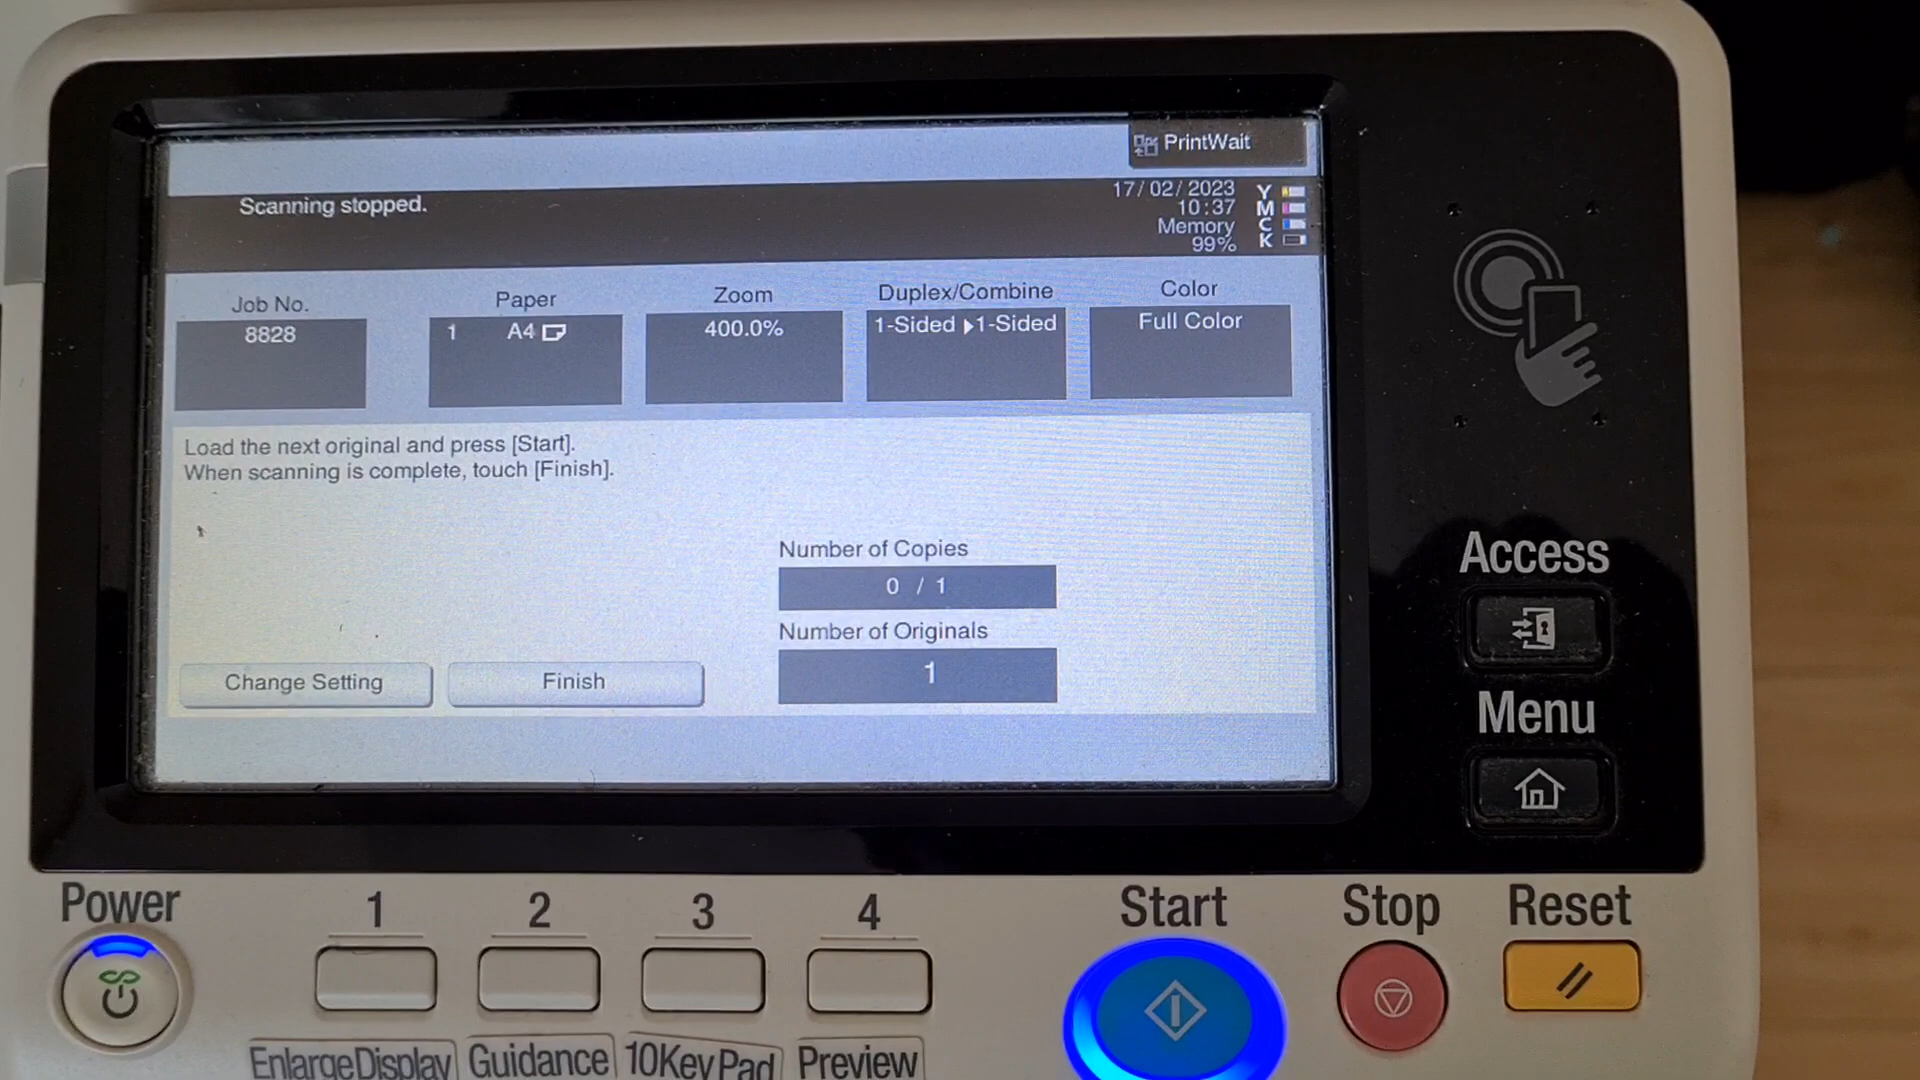 PrintWait
Scanning stopped.
17/02/2023
10:37
Memory
99%
Y
M
C
K
Job No.
8828
Paper
1 A4
Zoom
400.0%
Duplex/Combine
1-Sided ▶1-Sided
Color
Full Color
Load the next original and press [Start].
When scanning is complete, touch [Finish].
Number of Copies
0 / 1
Number of Originals
1
Change Setting
Finish
Access
Menu
Power
1
2
3
4
Start
Stop
Reset
EnlargeDisplay
Guidance
10KeyPad
Preview